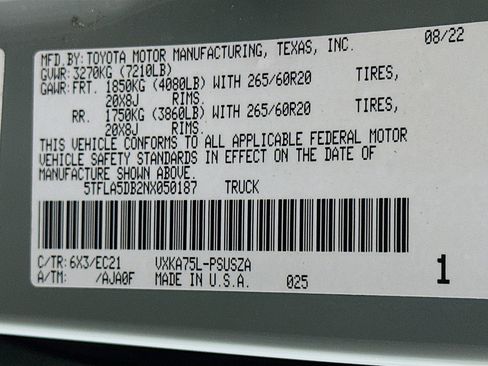 MFD.BY: TOYOTA MOTOR MANUFACTURING, TEXAS, INC. 08/22
GVWR: 3270KG (7210LB)
GAWR: FRT. 1850KG (4080LB) WITH 265/60R20 TIRES,
20X8J RIMS.
RR. 1750KG (3860LB) WITH 265/60R20 TIRES,
20X8J RIMS.
THIS VEHICLE CONFORMS TO ALL APPLICABLE FEDERAL MOTOR
VEHICLE SAFETY STANDARDS IN EFFECT ON THE DATE OF
MANUFACTURE SHOWN ABOVE.
5TFLA5DB2NX050187 TRUCK
C/TR: 6X3/EC21 VXKA75L-PSUSZA
A/TM: /AJA0F MADE IN U.S.A. 025 1